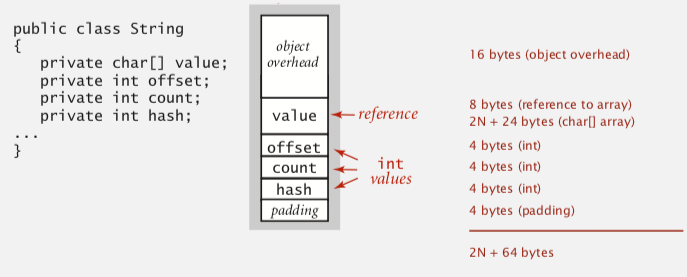 public class String
{
private char[] value;
private int offset;
private int count;
private int hash;
...
}
object
overhead
value
offset
count
hash
padding
reference
int
values
16 bytes (object overhead)
8 bytes (reference to array)
2N + 24 bytes (char[] array)
4 bytes (int)
4 bytes (int)
4 bytes (int)
4 bytes (padding)
2N + 64 bytes